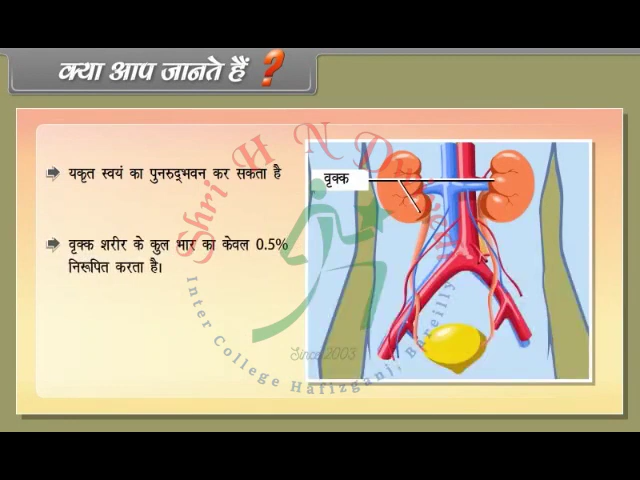 क्या आप जानते हैं ?
यकृत स्वयं का पुनरुद्भवन कर सकता है
वृक्क शरीर के कुल भार का केवल 0.5%
निरूपित करता है।
वृक्क
Shri H N D
Inter College Hafizganj, Bareilly
Since 2003